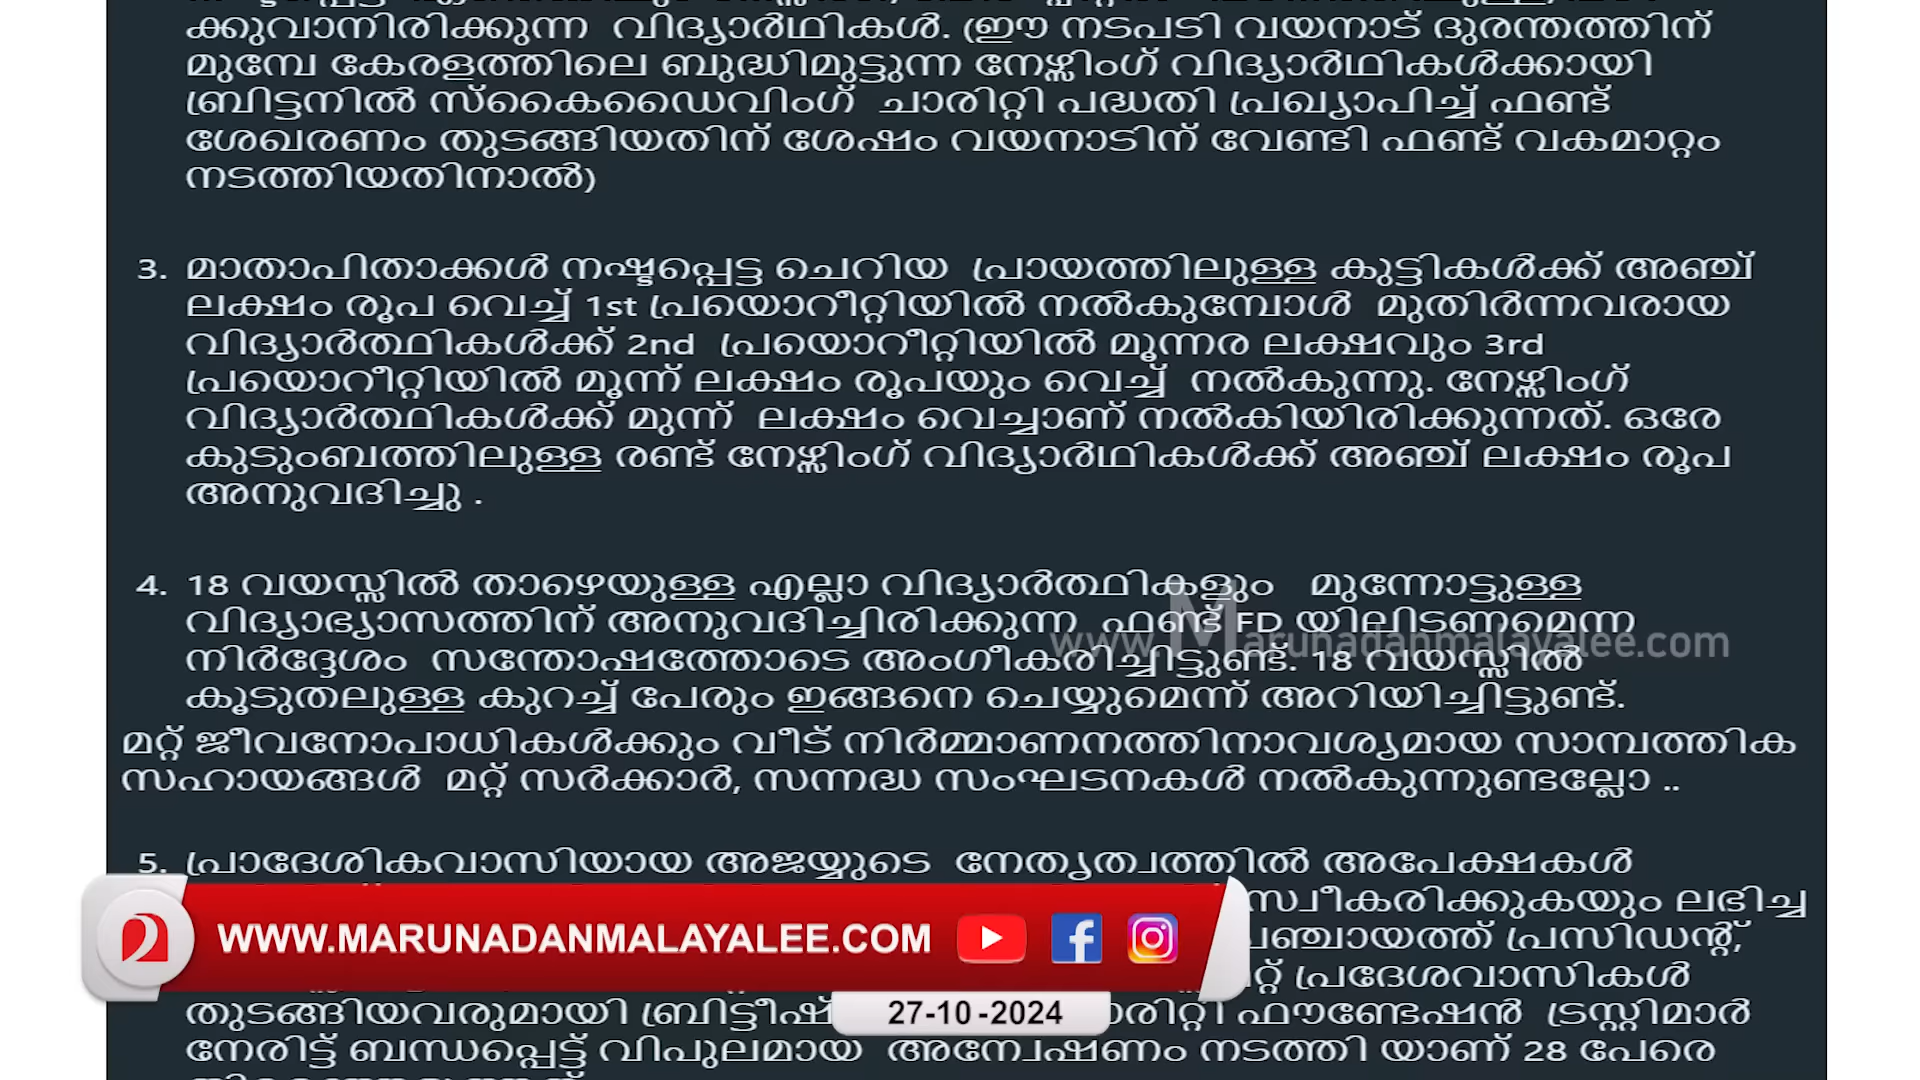 ക്കുവാനിരിക്കുന്ന വിദ്യാർഥികൾ. (ഈ നടപടി വയനാട് ദുരന്തത്തിന്
മുമ്പേ കേരളത്തിലെ ബുദ്ധിമുട്ടുന്ന നേഴ്സിംഗ് വിദ്യാർഥികൾക്കായി
ബ്രിട്ടനിൽ സ്കൈഡൈവിംഗ് ചാരിറ്റി പദ്ധതി പ്രഖ്യാപിച്ച് ഫണ്ട്
ശേഖരണം തുടങ്ങിയതിന് ശേഷം വയനാടിന് വേണ്ടി ഫണ്ട് വകമാറ്റം
നടത്തിയതിനാൽ)
3. മാതാപിതാക്കൾ നഷ്ടപ്പെട്ട ചെറിയ പ്രായത്തിലുള്ള കുട്ടികൾക്ക് അഞ്ച്
ലക്ഷം രൂപ വെച്ച് 1st പ്രയൊറീറ്റിയിൽ നൽകുമ്പോൾ മുതിർന്നവരായ
വിദ്യാർത്ഥികൾക്ക് 2nd പ്രയൊറീറ്റിയിൽ മൂന്നര ലക്ഷവും 3rd
പ്രയൊറീറ്റിയിൽ മൂന്ന് ലക്ഷം രൂപയും വെച്ച് നൽകുന്നു. നേഴ്സിംഗ്
വിദ്യാർത്ഥികൾക്ക് മുന്ന് ലക്ഷം വെച്ചാണ് നൽകിയിരിക്കുന്നത്. ഒരേ
കുടുംബത്തിലുള്ള രണ്ട് നേഴ്സിംഗ് വിദ്യാർഥികൾക്ക് അഞ്ച് ലക്ഷം രൂപ
അനുവദിച്ചു .
4. 18 വയസ്സിൽ താഴെയുള്ള എല്ലാ വിദ്യാർത്ഥികളും മുന്നോട്ടുള്ള
വിദ്യാഭ്യാസത്തിന് അനുവദിച്ചിരിക്കുന്ന ഫണ്ട് FD യിലിടണമെന്ന
www.Marunadanmalayalee.com
നിർദ്ദേശം സന്തോഷത്തോടെ അംഗീകരിച്ചിട്ടുണ്ട്. 18 വയസ്സിൽ
കൂടുതലുള്ള കുറച്ച് പേരും ഇങ്ങനെ ചെയ്യുമെന്ന് അറിയിച്ചിട്ടുണ്ട്.
മറ്റ് ജീവനോപാധികൾക്കും വീട് നിർമ്മാണനത്തിനാവശ്യമായ സാമ്പത്തിക
സഹായങ്ങൾ മറ്റ് സർക്കാർ, സന്നദ്ധ സംഘടനകൾ നൽകുന്നുണ്ടല്ലോ ..
5. പ്രാദേശികവാസിയായ അജയ്യുടെ നേതൃത്വത്തിൽ അപേക്ഷകൾ
സ്വീകരിക്കുകയും ലഭിച്ച
WWW.MARUNADANMALAYALEE.COM
പഞ്ചായത്ത് പ്രസിഡന്റ്,
പ്രദേശവാസികൾ
തുടങ്ങിയവരുമായി ബ്രിട്ടീഷ് ഫൗണ്ടേഷൻ ട്രസ്റ്റിമാർ
27-10-2024
നേരിട്ട് ബന്ധപ്പെട്ട് വിപുലമായ അന്വേഷണം നടത്തി യാണ് 28 പേരെ